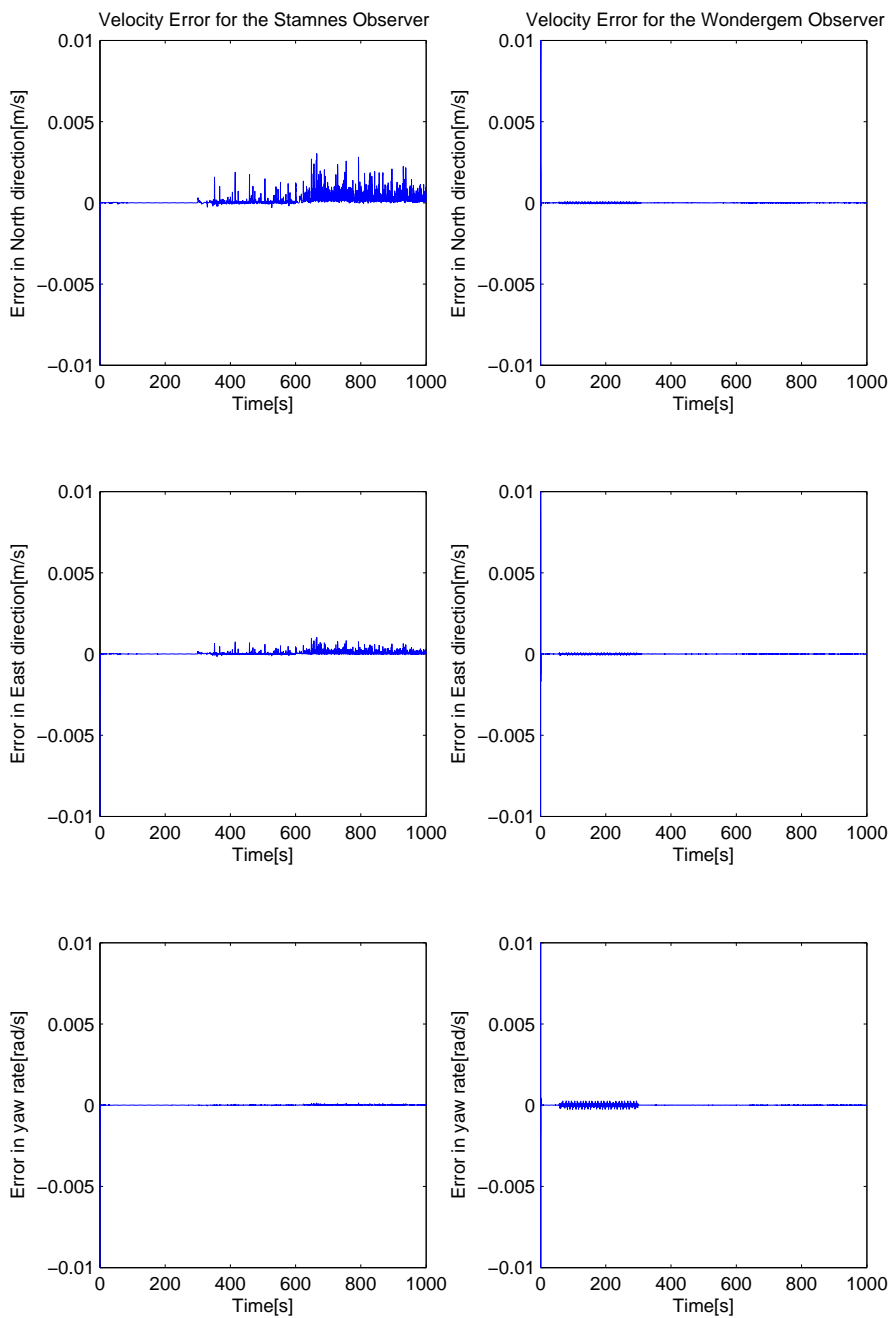 Velocity Error for the Stamnes Observer
0.01
0.005
0
−0.005
−0.01
Error in North direction[m/s]
0 200 400 600 800 1000
Time[s]
Velocity Error for the Wondergem Observer
0.01
0.005
0
−0.005
−0.01
Error in North direction[m/s]
0 200 400 600 800 1000
Time[s]
0.01
0.005
0
−0.005
−0.01
Error in East direction[m/s]
0 200 400 600 800 1000
Time[s]
0.01
0.005
0
−0.005
−0.01
Error in East direction[m/s]
0 200 400 600 800 1000
Time[s]
0.01
0.005
0
−0.005
−0.01
Error in yaw rate[rad/s]
0 200 400 600 800 1000
Time[s]
0.01
0.005
0
−0.005
−0.01
Error in yaw rate[rad/s]
0 200 400 600 800 1000
Time[s]